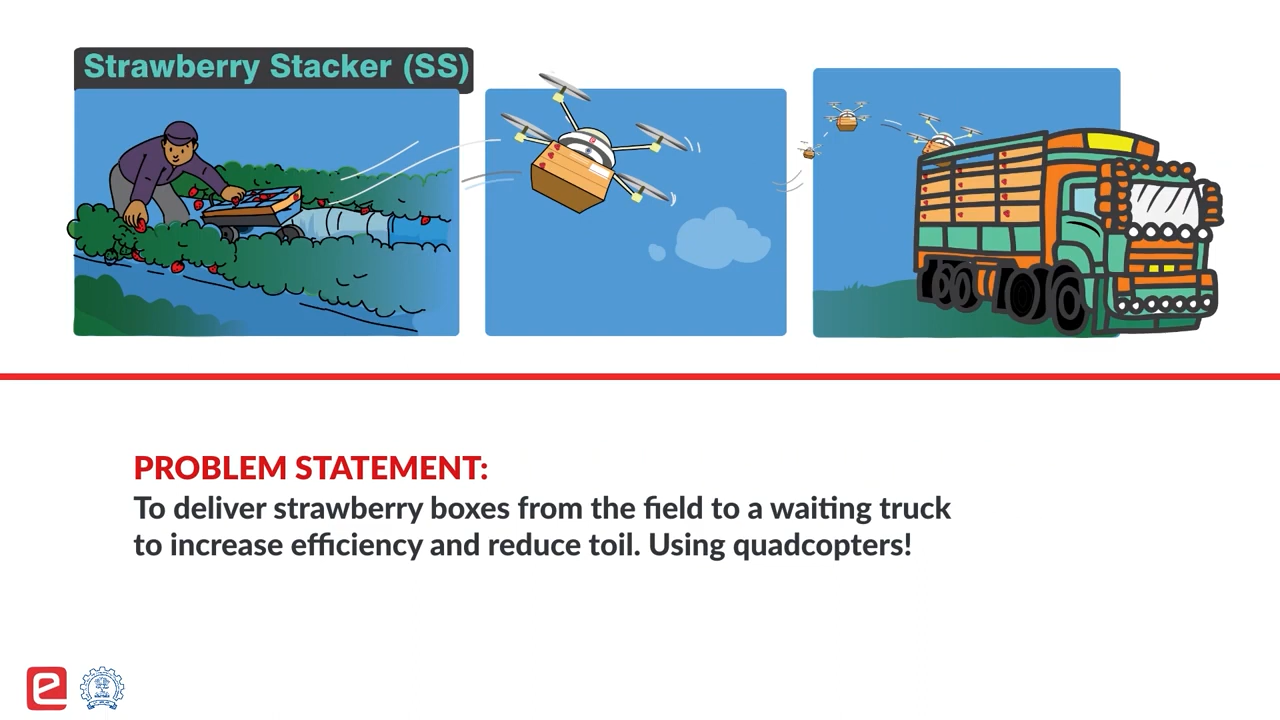 Strawberry Stacker (SS)
PROBLEM STATEMENT:
To deliver strawberry boxes from the field to a waiting truck
to increase efficiency and reduce toil. Using quadcopters!